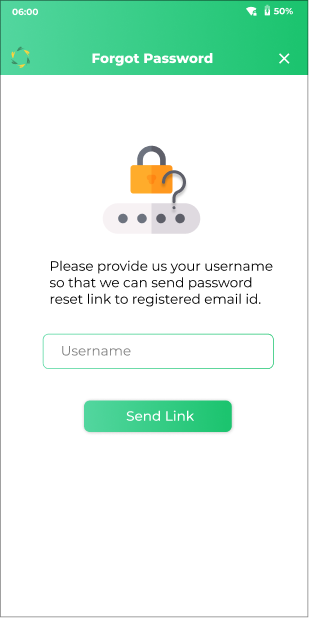 06:00 50%
Forgot Password
Please provide us your username
so that we can send password
reset link to registered email id.
Username
Send Link